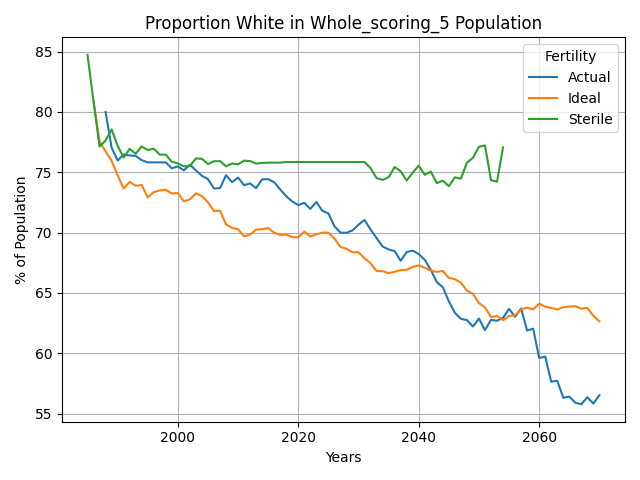 Proportion White in Whole_scoring_5 Population
Fertility
Actual
Ideal
Sterile
% of Population
85
80
75
70
65
60
55
2000
2020
2040
2060
Years